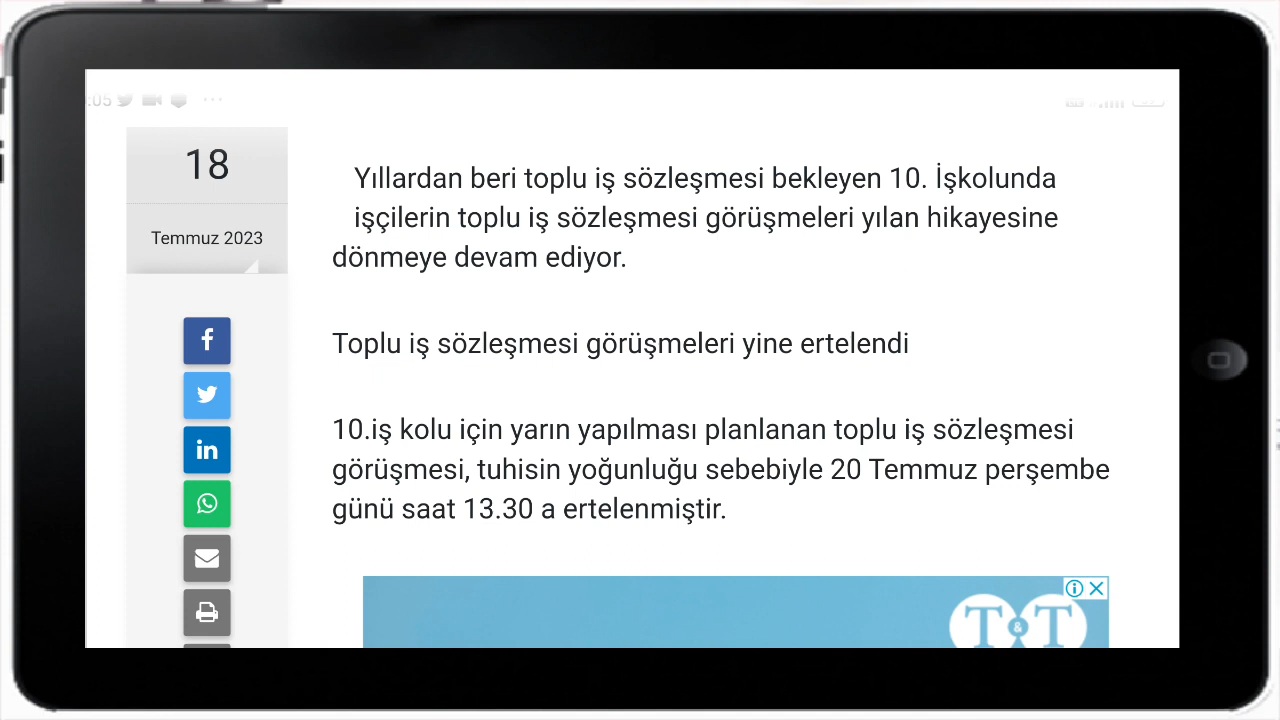 :05
18
Temmuz 2023
Yıllardan beri toplu iş sözleşmesi bekleyen 10. İşkolunda
işçilerin toplu iş sözleşmesi görüşmeleri yılan hikayesine
dönmeye devam ediyor.
Toplu iş sözleşmesi görüşmeleri yine ertelendi
10.iş kolu için yarın yapılması planlanan toplu iş sözleşmesi
görüşmesi, tuhisin yoğunluğu sebebiyle 20 Temmuz perşembe
günü saat 13.30 a ertelenmiştir.
T&T